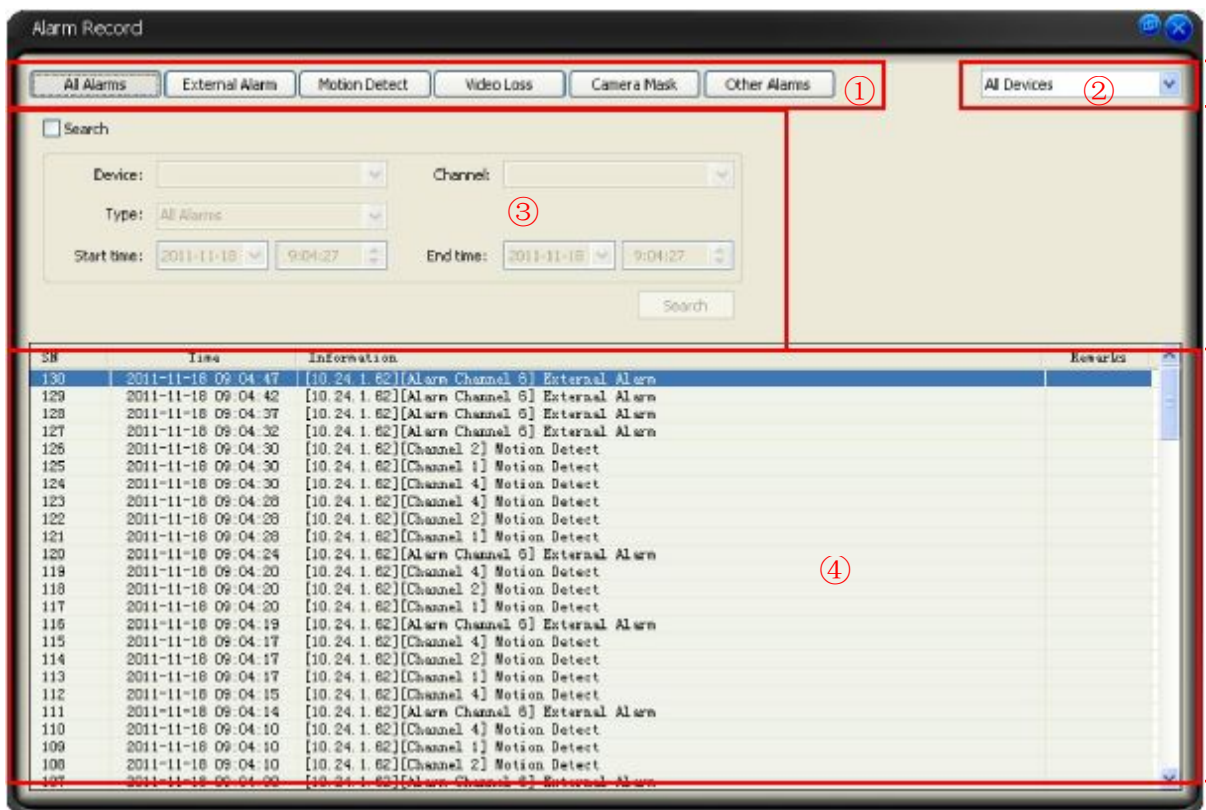 Alarm Record
All Alarms External Alarm Motion Detect Video Loss Camera Mask Other Alarms ① All Devices ②
Search
Device: Channel:
Type: All Alarms ③
Start time: 2011-11-18 9:04:27 End time: 2011-11-18 9:04:27
Search
SN Time Information Remarks
130 2011-11-18 09:04:47 [10.24.1.62][Alarm Channel 6] External Alarm
129 2011-11-18 09:04:42 [10.24.1.62][Alarm Channel 6] External Alarm
128 2011-11-18 09:04:37 [10.24.1.62][Alarm Channel 6] External Alarm
127 2011-11-18 09:04:32 [10.24.1.62][Alarm Channel 6] External Alarm
126 2011-11-18 09:04:30 [10.24.1.62][Channel 2] Motion Detect
125 2011-11-18 09:04:30 [10.24.1.62][Channel 1] Motion Detect
124 2011-11-18 09:04:30 [10.24.1.62][Channel 4] Motion Detect
123 2011-11-18 09:04:28 [10.24.1.62][Channel 4] Motion Detect
122 2011-11-18 09:04:28 [10.24.1.62][Channel 2] Motion Detect
121 2011-11-18 09:04:28 [10.24.1.62][Channel 1] Motion Detect
120 2011-11-18 09:04:24 [10.24.1.62][Alarm Channel 6] External Alarm
119 2011-11-18 09:04:20 [10.24.1.62][Channel 4] Motion Detect ④
118 2011-11-18 09:04:20 [10.24.1.62][Channel 2] Motion Detect
117 2011-11-18 09:04:20 [10.24.1.62][Channel 1] Motion Detect
116 2011-11-18 09:04:19 [10.24.1.62][Alarm Channel 6] External Alarm
115 2011-11-18 09:04:17 [10.24.1.62][Channel 4] Motion Detect
114 2011-11-18 09:04:17 [10.24.1.62][Channel 2] Motion Detect
113 2011-11-18 09:04:17 [10.24.1.62][Channel 1] Motion Detect
112 2011-11-18 09:04:15 [10.24.1.62][Channel 4] Motion Detect
111 2011-11-18 09:04:14 [10.24.1.62][Alarm Channel 6] External Alarm
110 2011-11-18 09:04:10 [10.24.1.62][Channel 4] Motion Detect
109 2011-11-18 09:04:10 [10.24.1.62][Channel 1] Motion Detect
108 2011-11-18 09:04:10 [10.24.1.62][Channel 2] Motion Detect
107 2011-11-18 [10.24.1.62][Alarm Channel 6] External Alarm